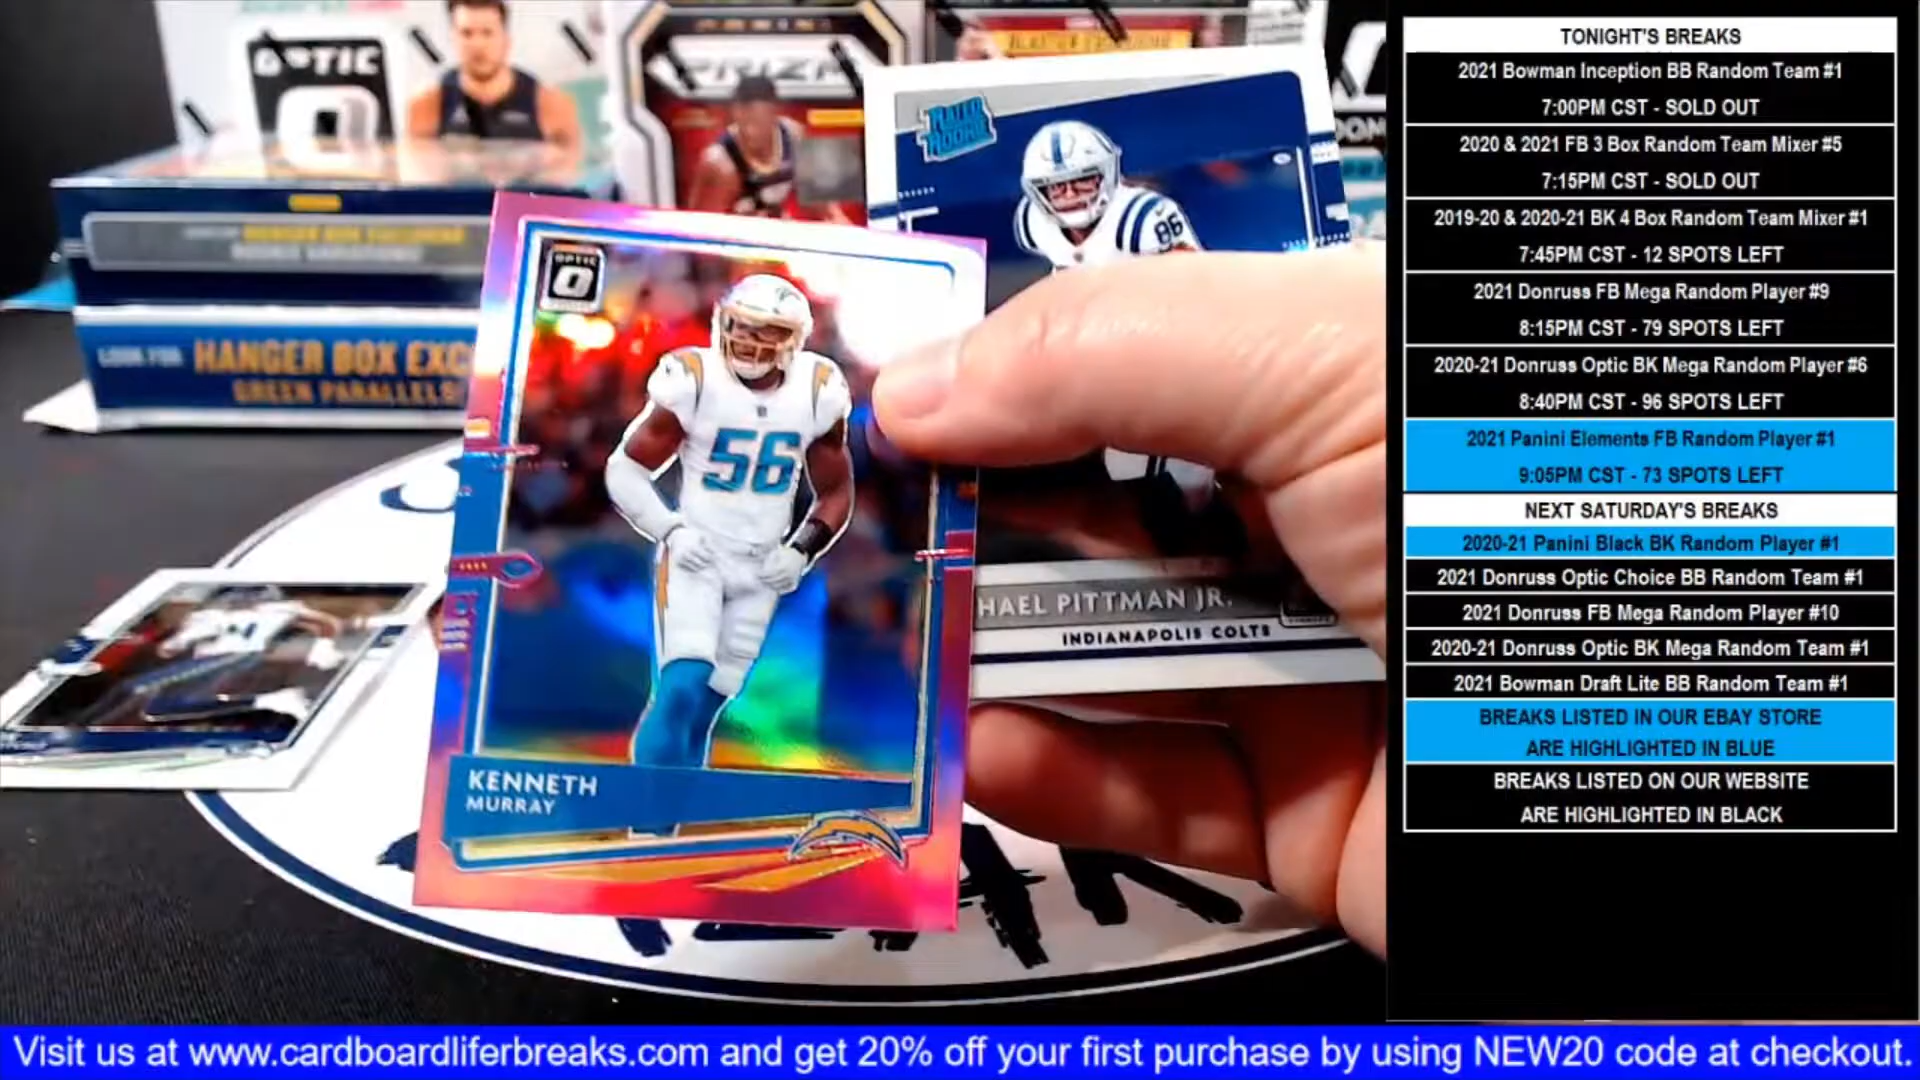 OPTIC
PRIZM
RATED
ROOKIE
86
OPTIC
56
LOOK FOR HANGER BOX EXC
GREEN PARALLELS!
HAEL PITTMAN JR.
INDIANAPOLIS COLTS
KENNETH
MURRAY
TONIGHT'S BREAKS
2021 Bowman Inception BB Random Team #1
7:00PM CST - SOLD OUT
2020 & 2021 FB 3 Box Random Team Mixer #5
7:15PM CST - SOLD OUT
2019-20 & 2020-21 BK 4 Box Random Team Mixer #1
7:45PM CST - 12 SPOTS LEFT
2021 Donruss FB Mega Random Player #9
8:15PM CST - 79 SPOTS LEFT
2020-21 Donruss Optic BK Mega Random Player #6
8:40PM CST - 96 SPOTS LEFT
2021 Panini Elements FB Random Player #1
9:05PM CST - 73 SPOTS LEFT
NEXT SATURDAY'S BREAKS
2020-21 Panini Black BK Random Player #1
2021 Donruss Optic Choice BB Random Team #1
2021 Donruss FB Mega Random Player #10
2020-21 Donruss Optic BK Mega Random Team #1
2021 Bowman Draft Lite BB Random Team #1
BREAKS LISTED IN OUR EBAY STORE
ARE HIGHLIGHTED IN BLUE
BREAKS LISTED ON OUR WEBSITE
ARE HIGHLIGHTED IN BLACK
Visit us at www.cardboardliferbreaks.com and get 20% off your first purchase by using NEW20 code at checkout.